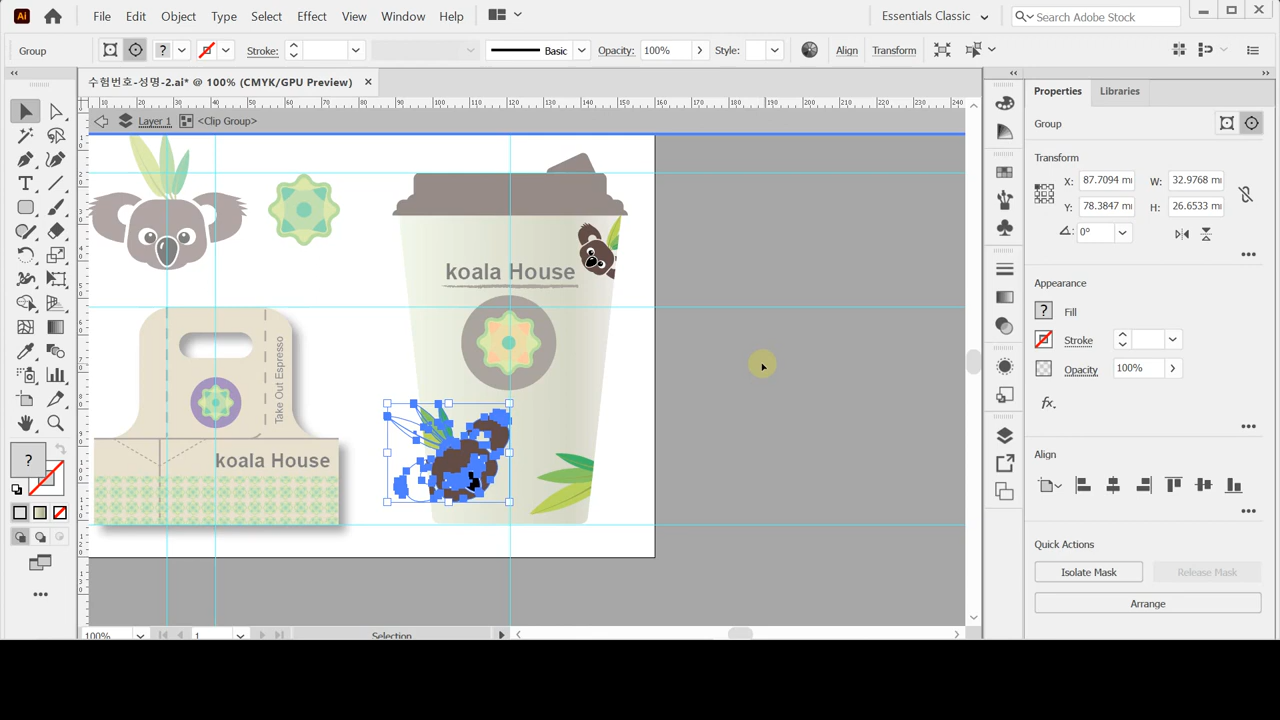 Ai File Edit Object Type Select Effect View Window Help Essentials Classic Search Adobe Stock
Group ? Stroke: Basic Opacity: 100% Style: Align Transform
수험번호-성명-2.ai* @ 100% (CMYK/GPU Preview)
Properties Libraries
Layer 1 <Clip Group>
Group
Transform
X: 87.7094 W: 32.9768
Y: 78.3847 H: 26.6533
0°
koala House
Appearance
? Fill
Stroke
Opacity 100%
fx
Take Out Espresso
koala House
Align
Quick Actions
Isolate Mask Release Mask
Arrange
100% 1 Selection